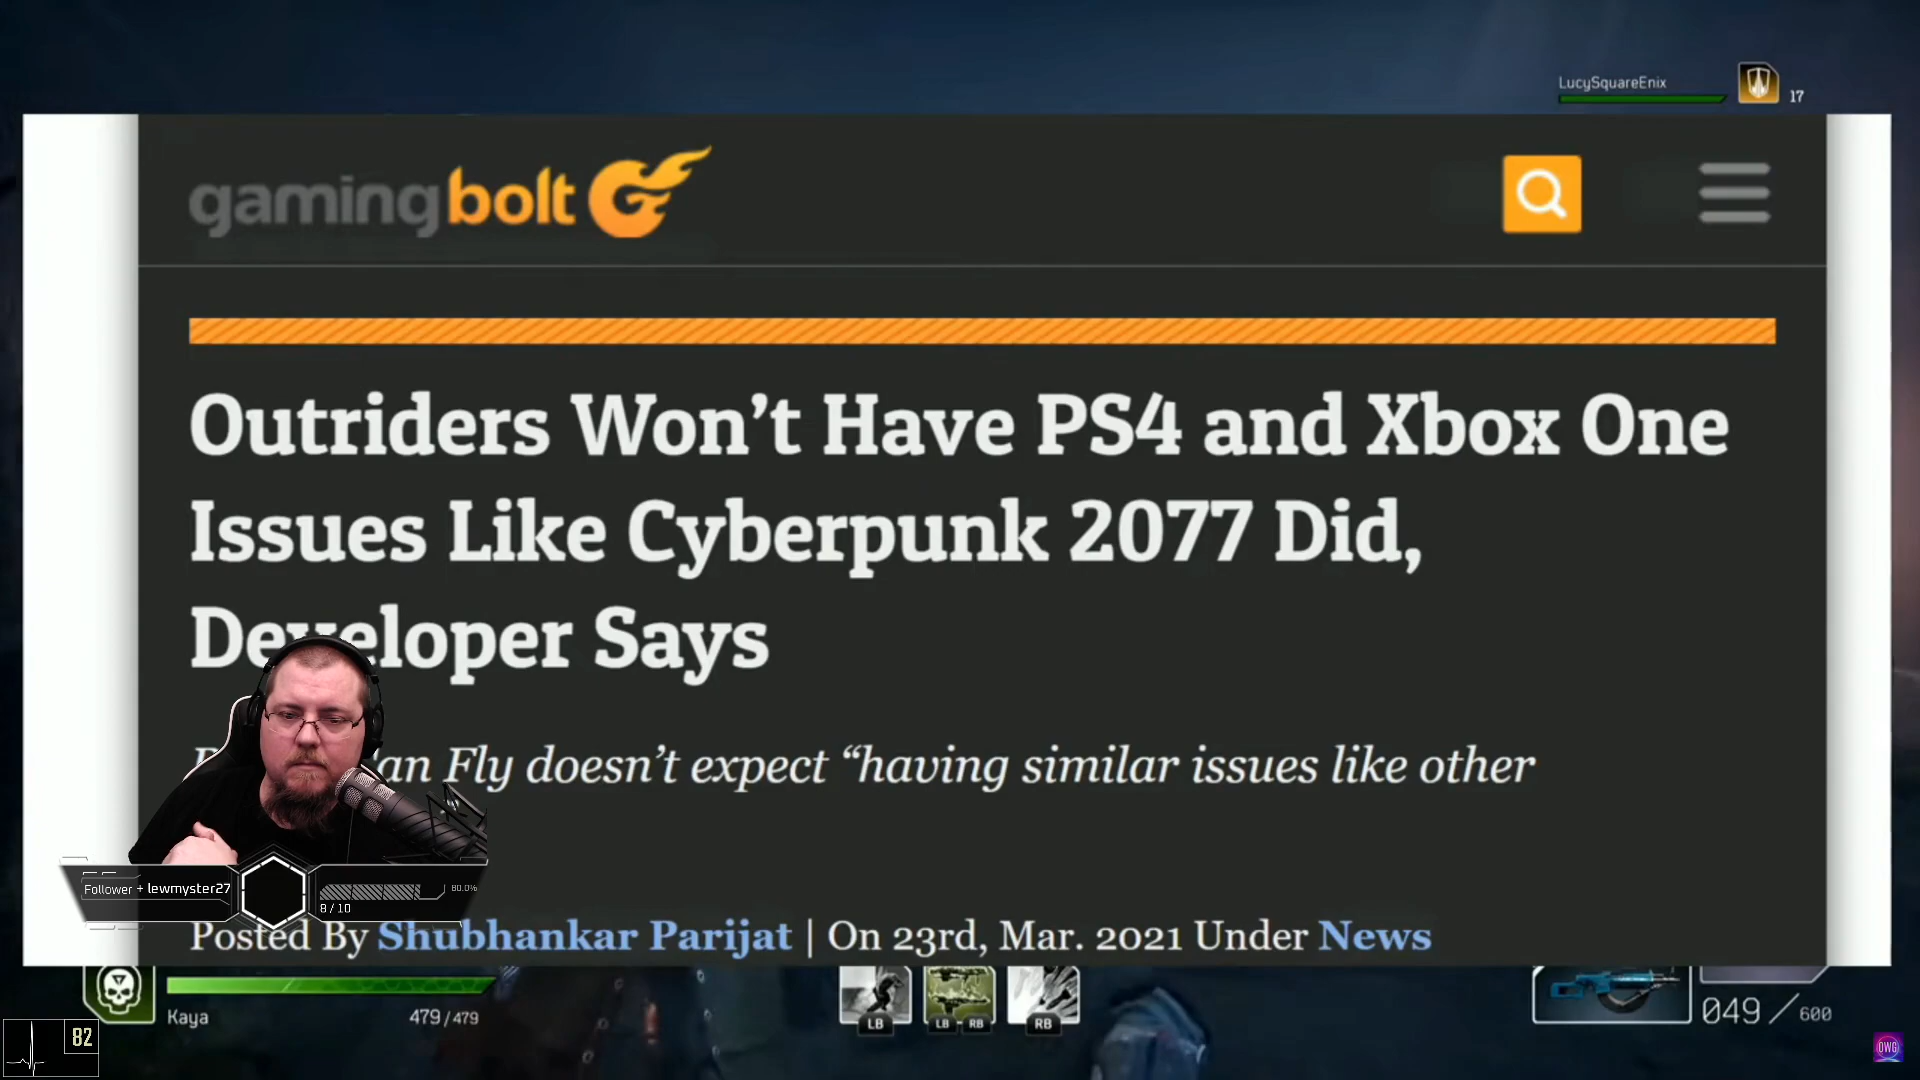 LucySquareEnix
17
gamingbolt
Outriders Won't Have PS4 and Xbox One
Issues Like Cyberpunk 2077 Did,
Developer Says
an Fly doesn't expect "having similar issues like other
Follower + lewmyster27
80.0%
8 / 10
Posted By Shubhankar Parijat | On 23rd, Mar. 2021 Under News
Kaya
479 / 479
LB
LB
RB
RB
049 / 600
82
OWG